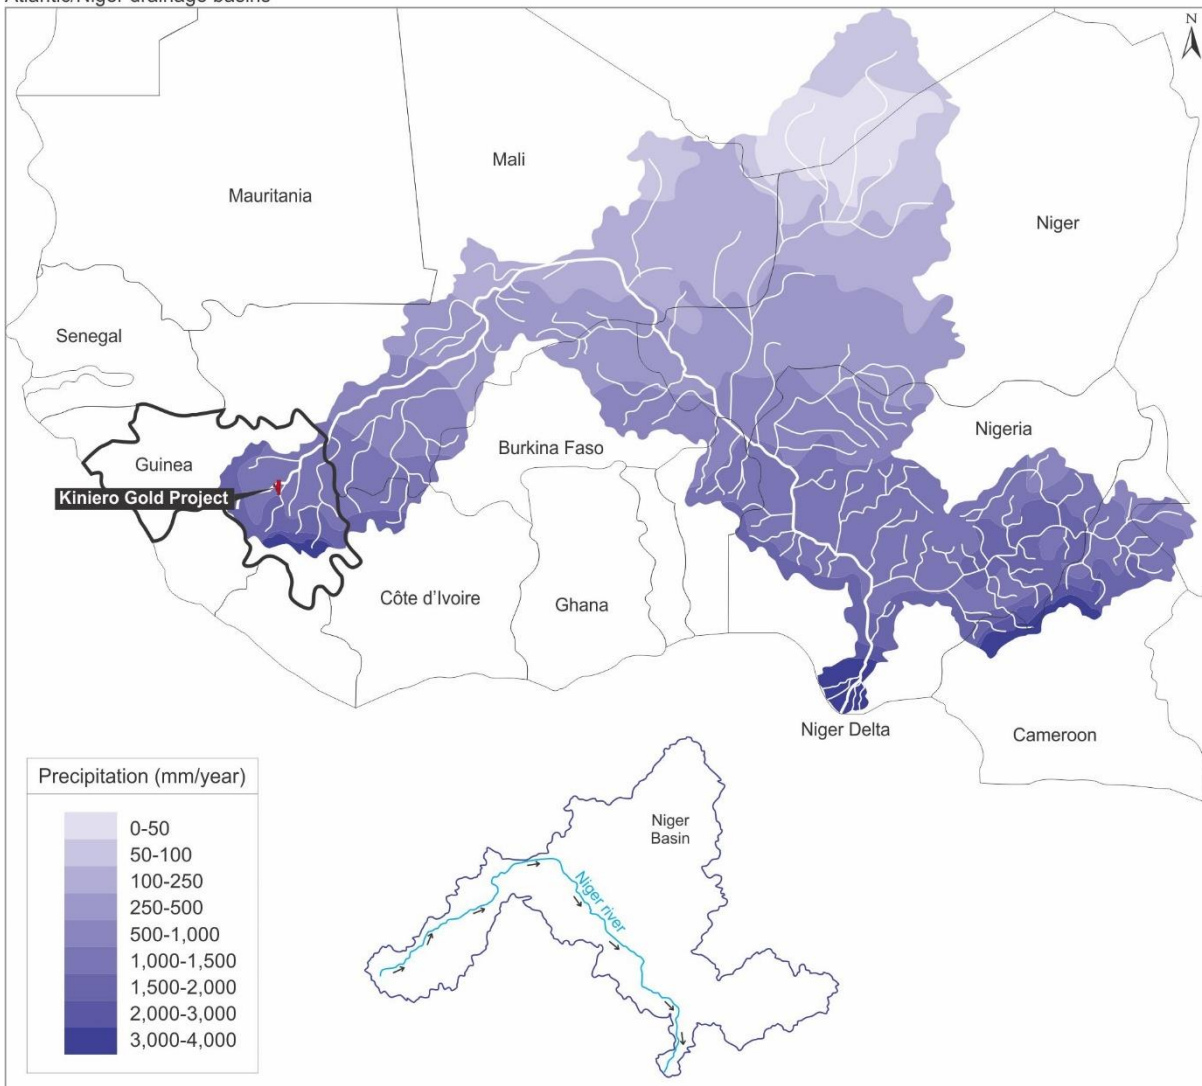 Atlantic/Niger drainage basins
N
Mali
Mauritania
Niger
Senegal
Nigeria
Burkina Faso
Guinea
Kiniero Gold Project
Côte d’Ivoire
Ghana
Niger Delta
Cameroon
Precipitation (mm/year)
0-50
50-100
100-250
250-500
500-1,000
1,000-1,500
1,500-2,000
2,000-3,000
3,000-4,000
Niger
Basin
Niger river